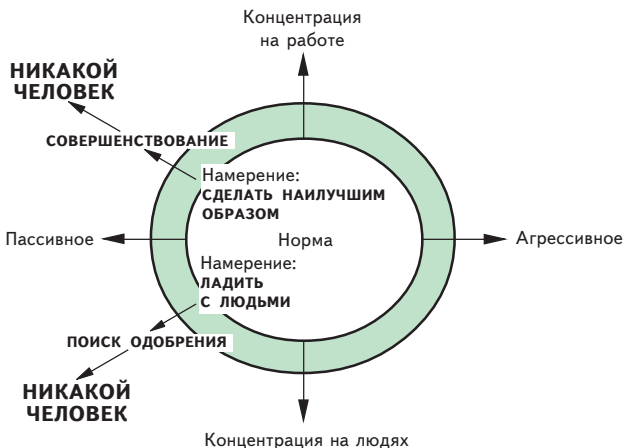 Концентрация
на работе
НИКАКОЙ
ЧЕЛОВЕК
СОВЕРШЕНСТВОВАНИЕ
Намерение:
СДЕЛАТЬ НАИЛУЧШИМ
ОБРАЗОМ
Пассивное
Норма
Агрессивное
Намерение:
ЛАДИТЬ
С ЛЮДЬМИ
ПОИСК ОДОБРЕНИЯ
НИКАКОЙ
ЧЕЛОВЕК
Концентрация на людях